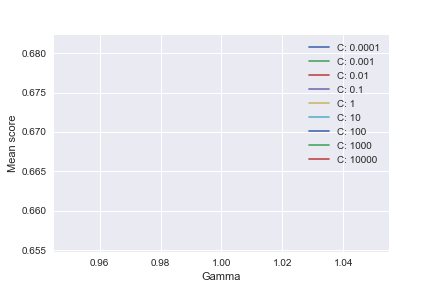 0.680
0.675
0.670
0.665
0.660
0.655
Mean score
C: 0.0001
C: 0.001
C: 0.01
C: 0.1
C: 1
C: 10
C: 100
C: 1000
C: 10000
0.96 0.98 1.00 1.02 1.04
Gamma